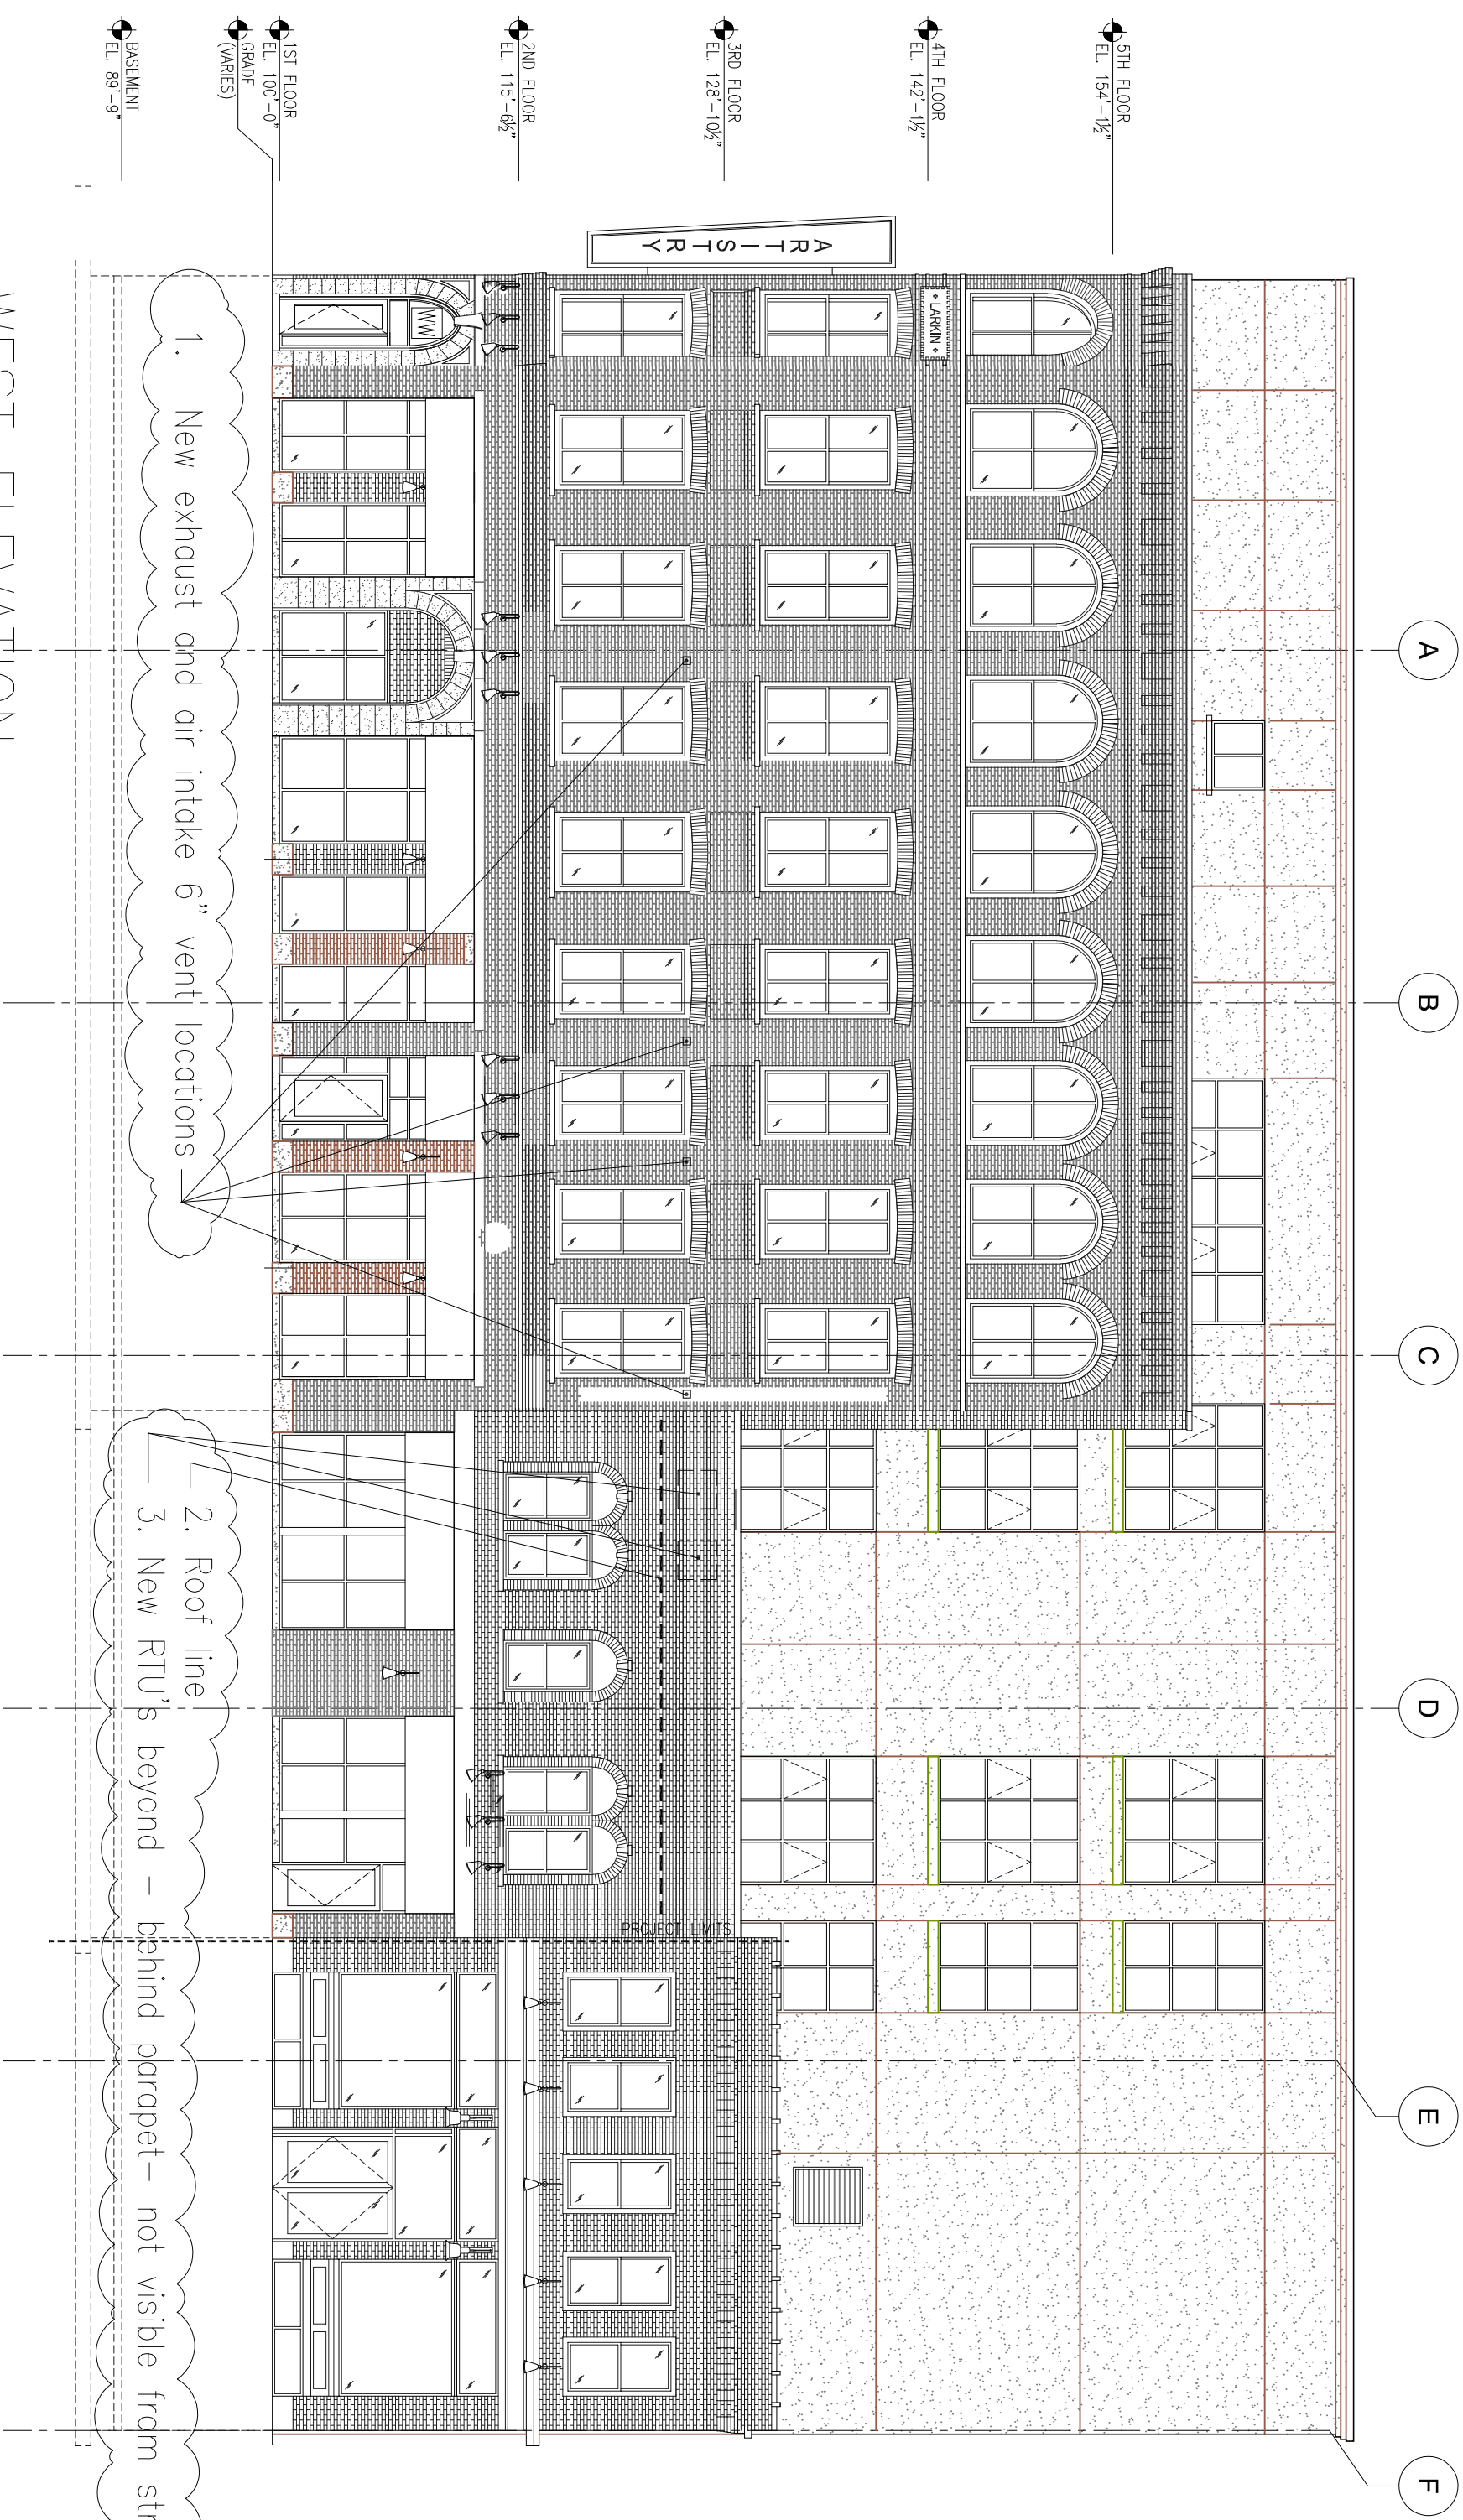 A
B
C
D
E
F
5TH FLOOR
EL. 154'-1½"
4TH FLOOR
EL. 142'-1½"
3RD FLOOR
EL. 128'-10½"
2ND FLOOR
EL. 115'-6½"
1ST FLOOR
EL. 100'-0"
GRADE
(VARIES)
BASEMENT
EL. 89'-9"
ARTISTRY
LARKIN
PROJECT LIMITS
1. New exhaust and air intake 6" vent locations
2. Roof line
3. New RTU's beyond - behind parapet- not visible from str
WEST ELEVATION